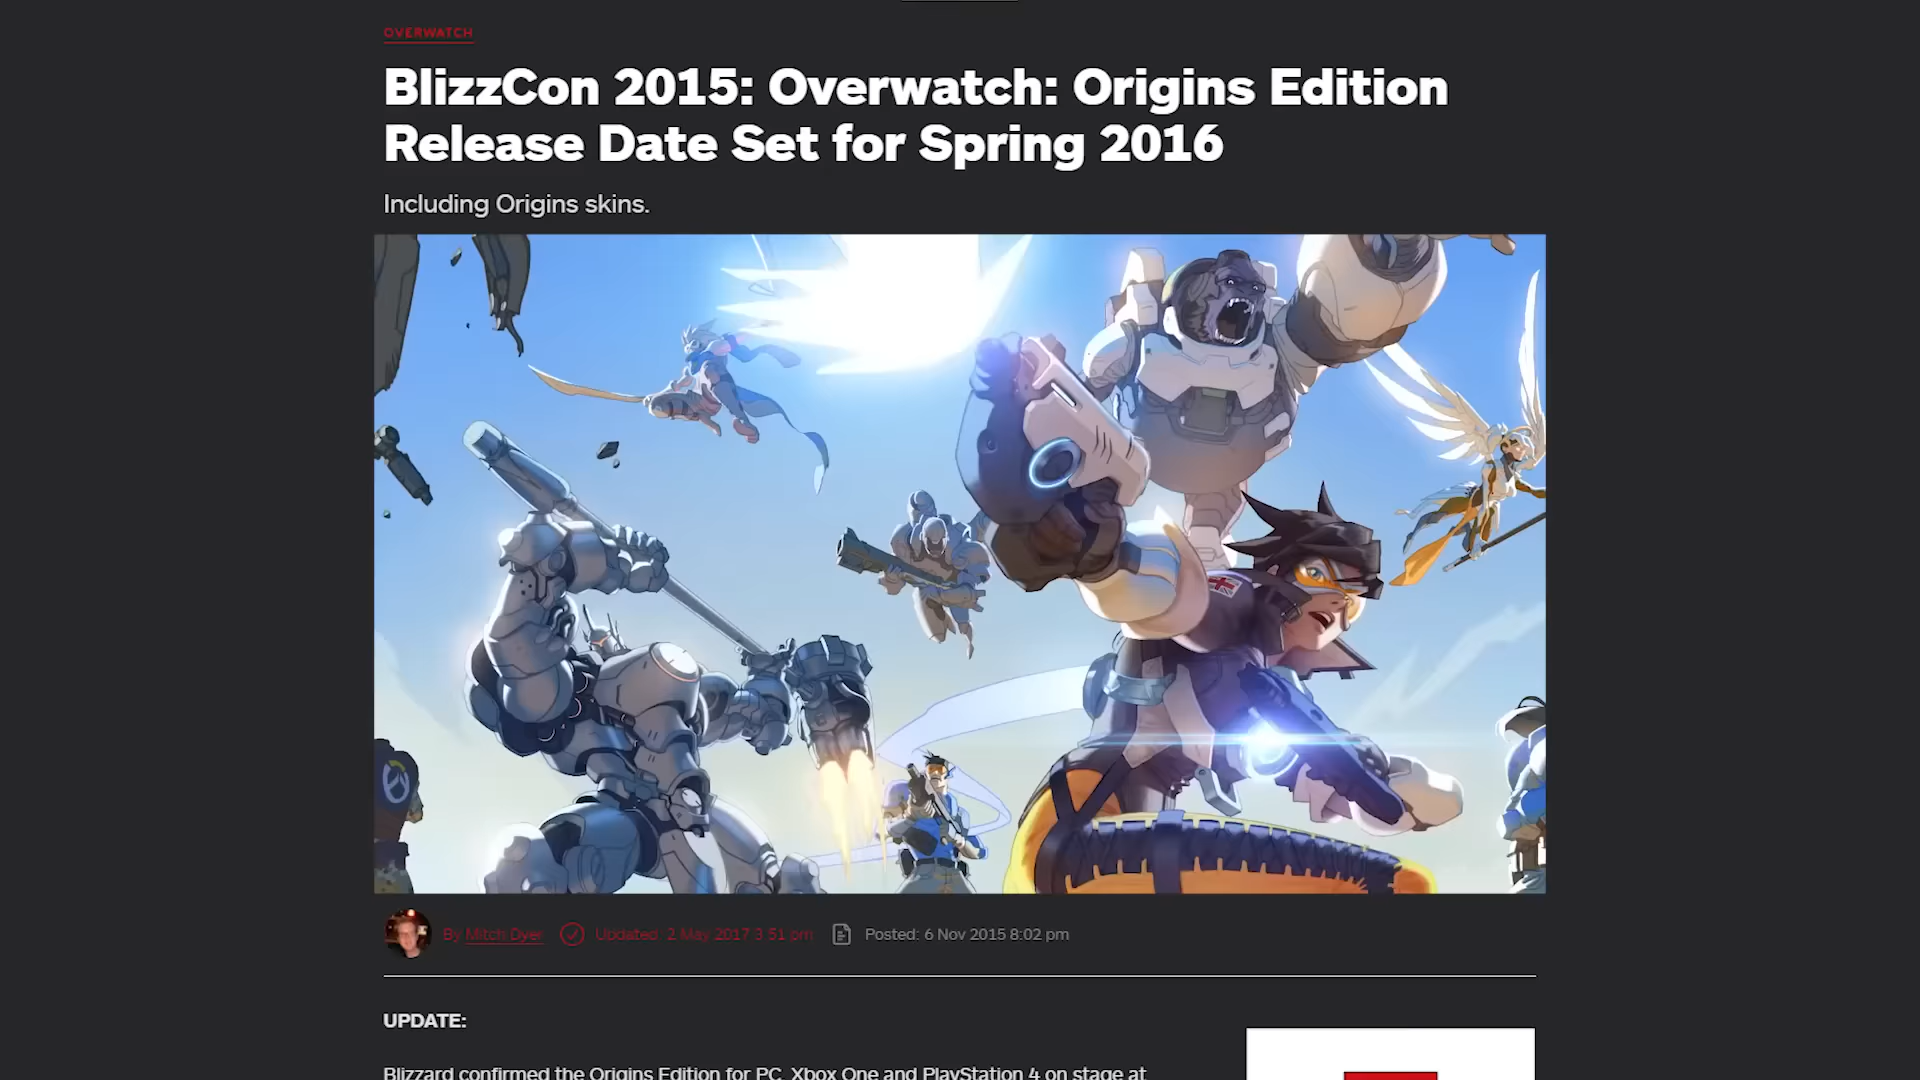 OVERWATCH
BlizzCon 2015: Overwatch: Origins Edition
Release Date Set for Spring 2016
Including Origins skins.
By Mitch Dyer Updated: 2 May 2017 3:51 pm Posted: 6 Nov 2015 8:02 pm
UPDATE:
Blizzard confirmed the Origins Edition for PC, Xbox One and PlayStation 4 on stage at